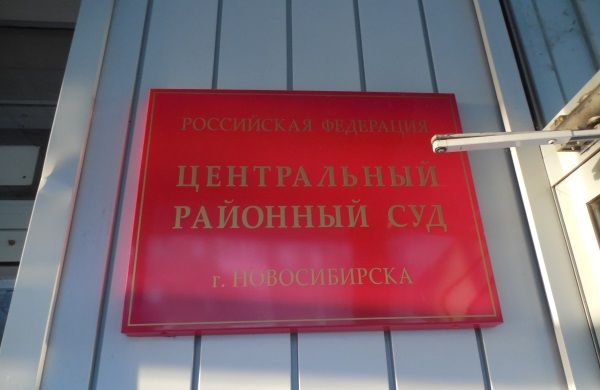 РОССИЙСКАЯ ФЕДЕРАЦИЯ
ЦЕНТРАЛЬНЫЙ
РАЙОННЫЙ СУД
г. НОВОСИБИРСКА